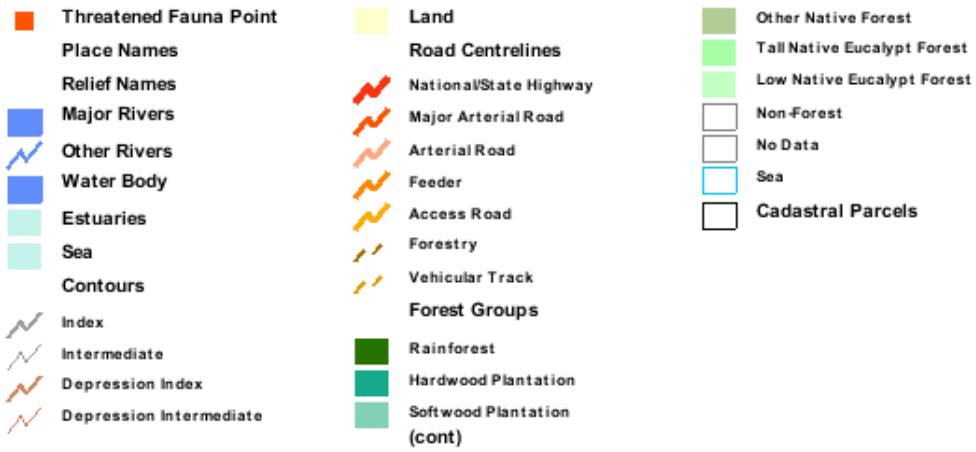 Threatened Fauna Point
Place Names
Relief Names
Major Rivers
Other Rivers
Water Body
Estuaries
Sea
Contours
Index
Intermediate
Depression Index
Depression Intermediate
Land
Road Centrelines
National/State Highway
Major Arterial Road
Arterial Road
Feeder
Access Road
Forestry
Vehicular Track
Forest Groups
Rainforest
Hardwood Plantation
Softwood Plantation
(cont)
Other Native Forest
Tall Native Eucalypt Forest
Low Native Eucalypt Forest
Non-Forest
No Data
Sea
Cadastral Parcels